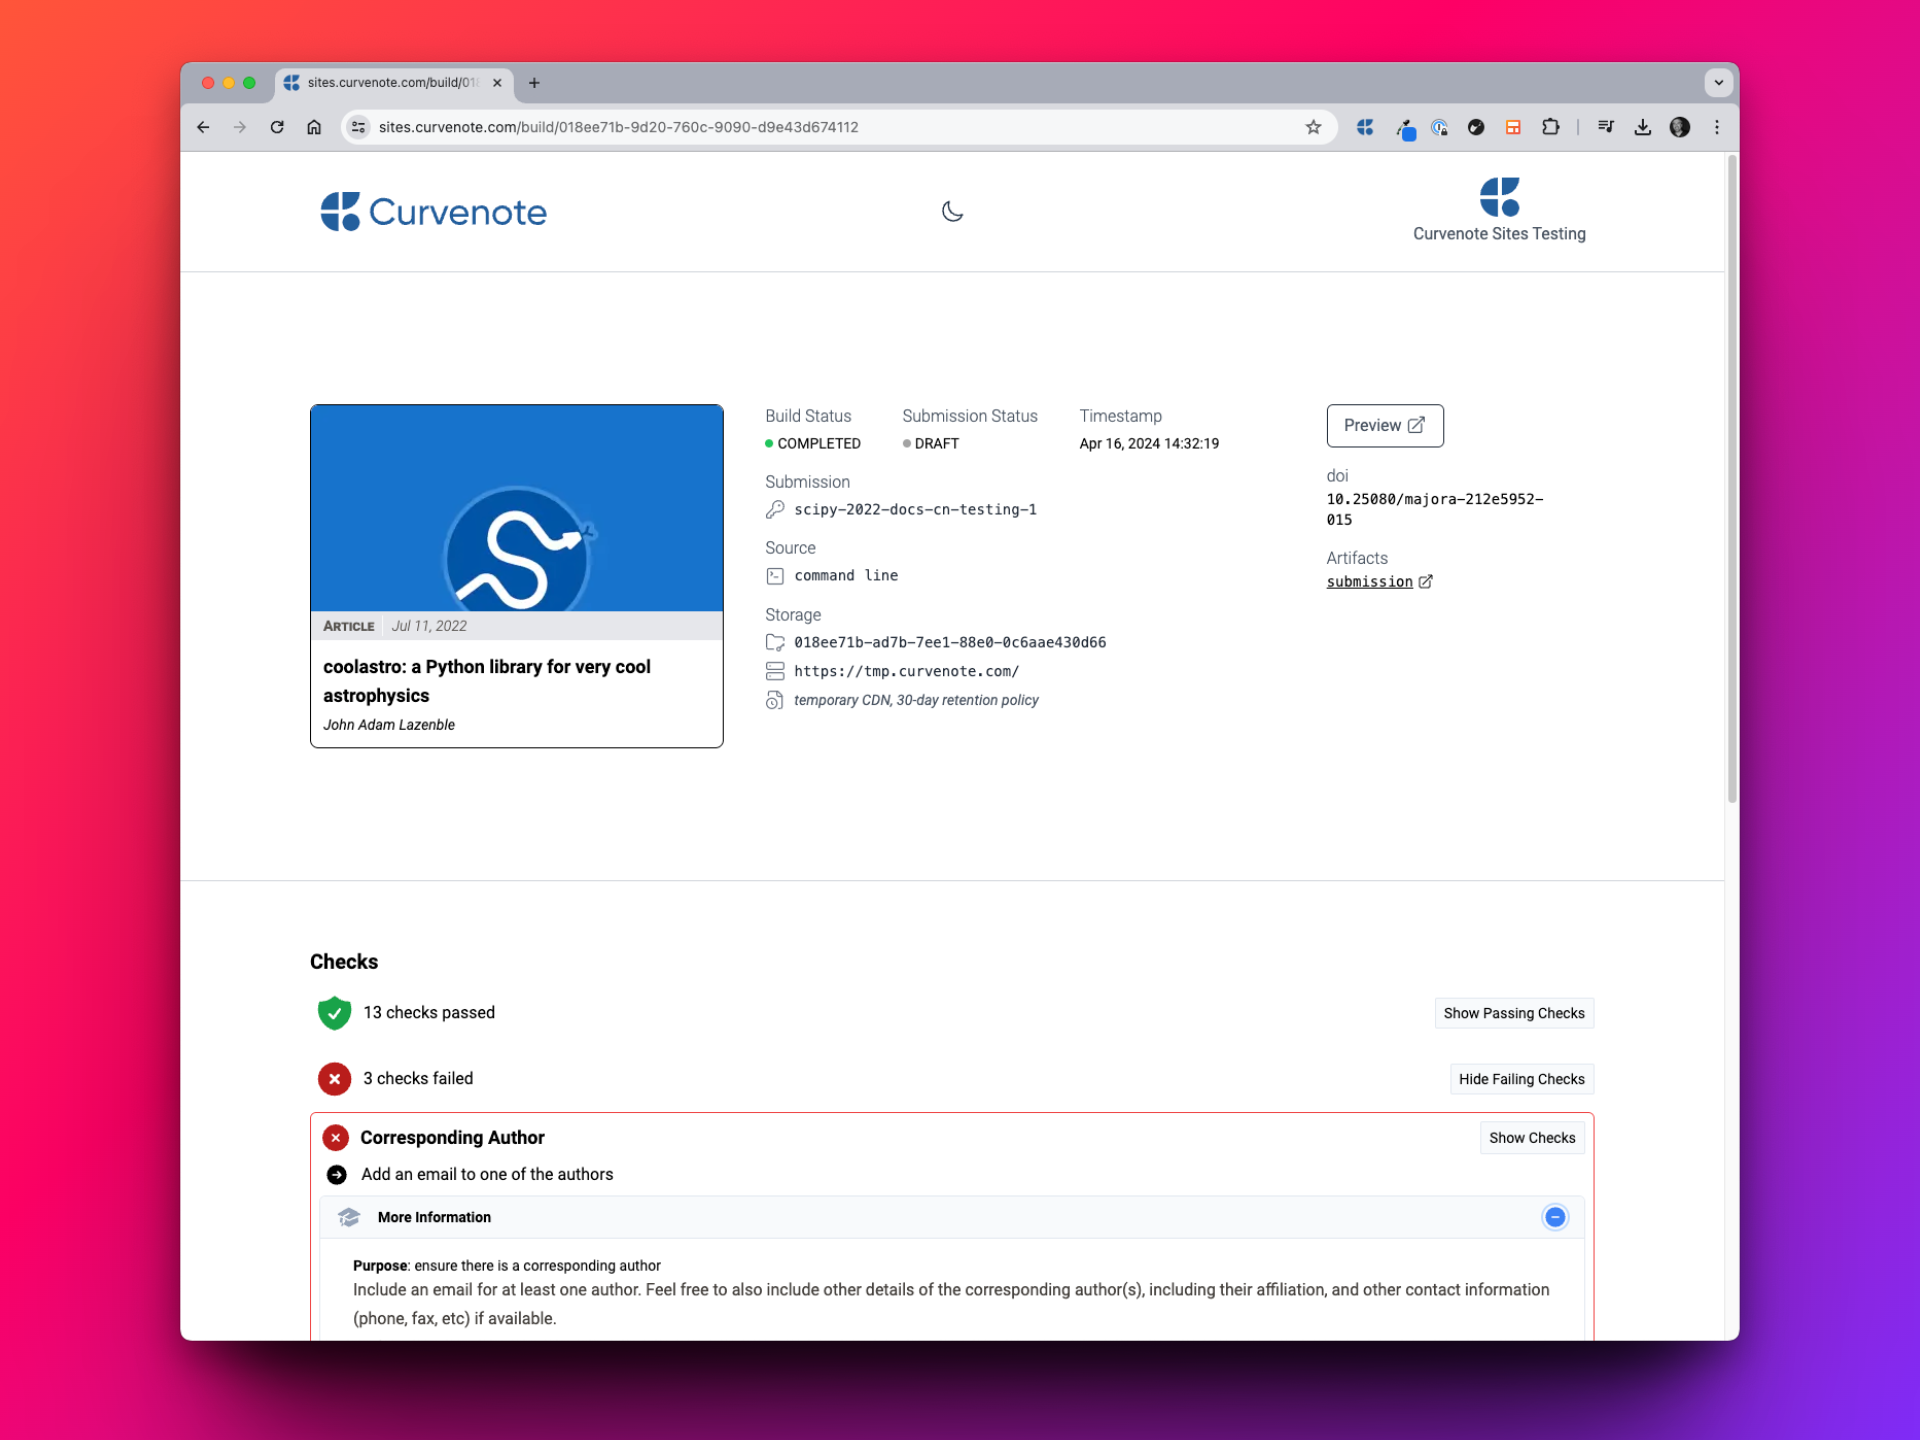 sites.curvenote.com/build/018
sites.curvenote.com/build/018ee71b-9d20-760c-9090-d9e43d674112
Curvenote
Curvenote Sites Testing
ARTICLE Jul 11, 2022
coolastro: a Python library for very cool
astrophysics
John Adam Lazenble
Build Status Submission Status Timestamp
COMPLETED DRAFT Apr 16, 2024 14:32:19
Submission
scipy-2022-docs-cn-testing-1
Source
command line
Storage
018ee71b-ad7b-7ee1-88e0-0c6aae430d66
https://tmp.curvenote.com/
temporary CDN, 30-day retention policy
Preview
doi
10.25080/majora-212e5952-
015
Artifacts
submission
Checks
13 checks passed Show Passing Checks
3 checks failed Hide Failing Checks
Corresponding Author Show Checks
Add an email to one of the authors
More Information
Purpose: ensure there is a corresponding author
Include an email for at least one author. Feel free to also include other details of the corresponding author(s), including their affiliation, and other contact information
(phone, fax, etc) if available.